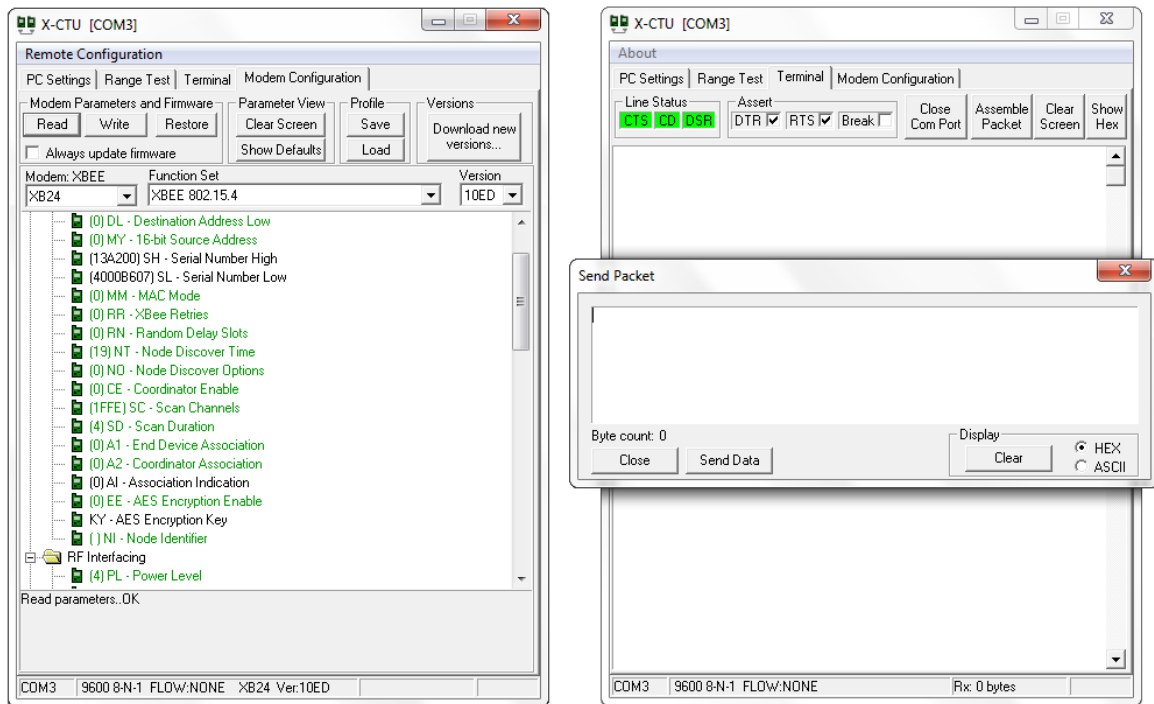 X-CTU [COM3]
Remote Configuration
PC Settings Range Test Terminal Modem Configuration
Modem Parameters and Firmware Parameter View Profile Versions
Read Write Restore Clear Screen Save Download new versions...
Always update firmware Show Defaults Load
Modem: XBEE Function Set Version
XB24 XBEE 802.15.4 10ED
(0) DL - Destination Address Low
(0) MY - 16-bit Source Address
(13A200) SH - Serial Number High
(4000B607) SL - Serial Number Low
(0) MM - MAC Mode
(0) RR - XBee Retries
(0) RN - Random Delay Slots
(19) NT - Node Discover Time
(0) NO - Node Discover Options
(0) CE - Coordinator Enable
(1FFE) SC - Scan Channels
(4) SD - Scan Duration
(0) A1 - End Device Association
(0) A2 - Coordinator Association
(0) AI - Association Indication
(0) EE - AES Encryption Enable
KY - AES Encryption Key
( ) NI - Node Identifier
RF Interfacing
(4) PL - Power Level
Read parameters..OK
COM3 9600 8-N-1 FLOW:NONE XB24 Ver:10ED
X-CTU [COM3]
About
PC Settings Range Test Terminal Modem Configuration
Line Status Assert
CTS CD DSR DTR RTS Break Close Com Port Assemble Packet Clear Screen Show Hex
Send Packet
Byte count: 0 Display
Close Send Data Clear HEX
ASCII
COM3 9600 8-N-1 FLOW:NONE Rx: 0 bytes